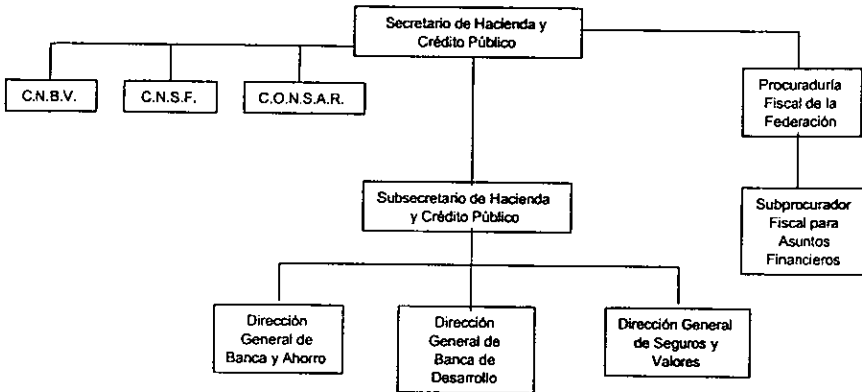 Secretario de Hacienda y
Crédito Público
C.N.B.V.
C.N.S.F.
C.O.N.S.A.R.
Procuraduría
Fiscal de la
Federación
Subsecretario de Hacienda
y Crédito Público
Subprocurador
Fiscal para
Asuntos
Financieros
Dirección
General de
Banca y Ahorro
Dirección
General de
Banca de
Desarrollo
Dirección General
de Seguros y
Valores